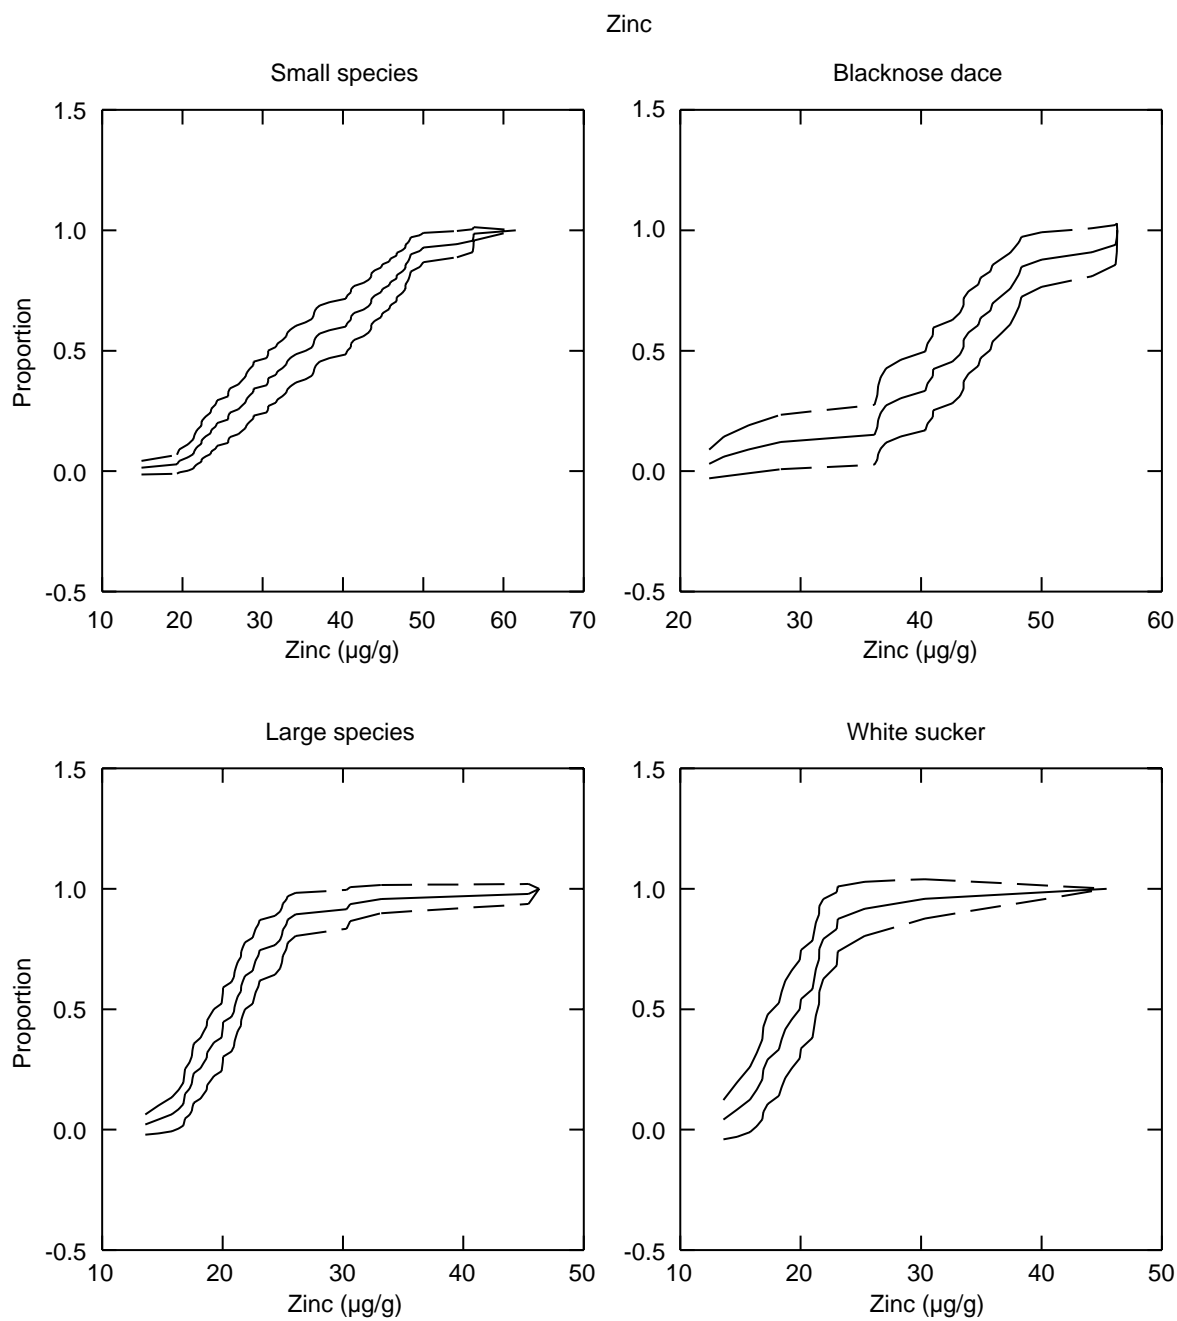 Zinc
Small species
Blacknose dace
1.5
1.0
0.5
0.0
-0.5
Proportion
10 20 30 40 50 60 70
Zinc (µg/g)
1.5
1.0
0.5
0.0
-0.5
20 30 40 50 60
Zinc (µg/g)
Large species
White sucker
1.5
1.0
0.5
0.0
-0.5
Proportion
10 20 30 40 50
Zinc (µg/g)
1.5
1.0
0.5
0.0
-0.5
10 20 30 40 50
Zinc (µg/g)